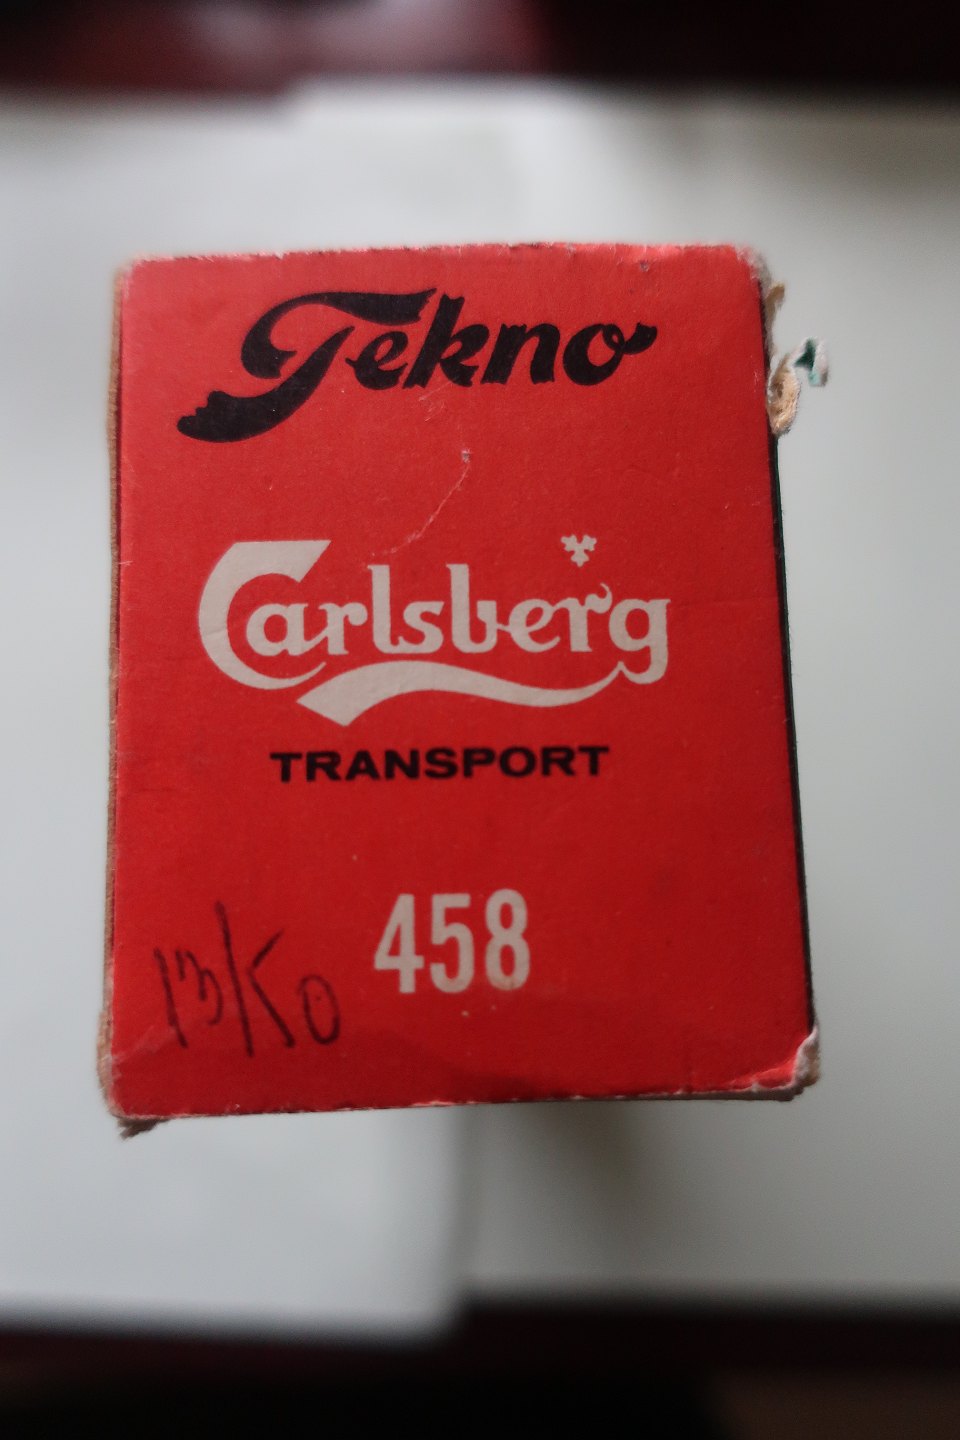 Tekno
Carlsberg
TRANSPORT
458